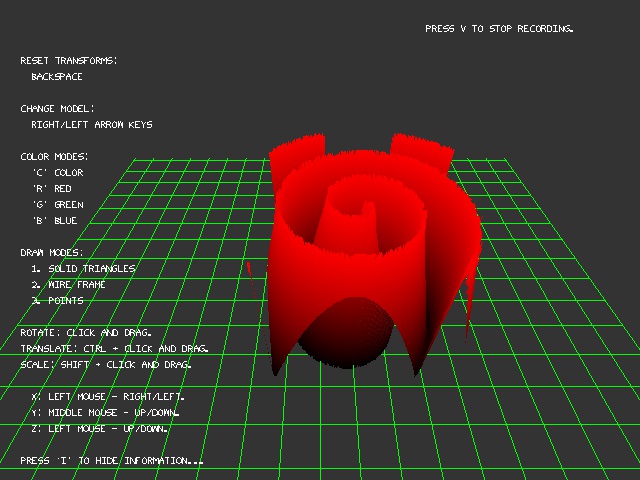 PRESS V TO STOP RECORDING.
RESET TRANSFORMS:
BACKSPACE
CHANGE MODEL:
RIGHT/LEFT ARROW KEYS
COLOR MODES:
'C' COLOR
'R' RED
'G' GREEN
'B' BLUE
DRAW MODES:
1. SOLID TRIANGLES
2. WIRE FRAME
3. POINTS
ROTATE: CLICK AND DRAG.
TRANSLATE: CTRL + CLICK AND DRAG.
SCALE: SHIFT + CLICK AND DRAG.
X: LEFT MOUSE - RIGHT/LEFT.
Y: MIDDLE MOUSE - UP/DOWN.
Z: LEFT MOUSE - UP/DOWN.
PRESS 'I' TO HIDE INFORMATION...